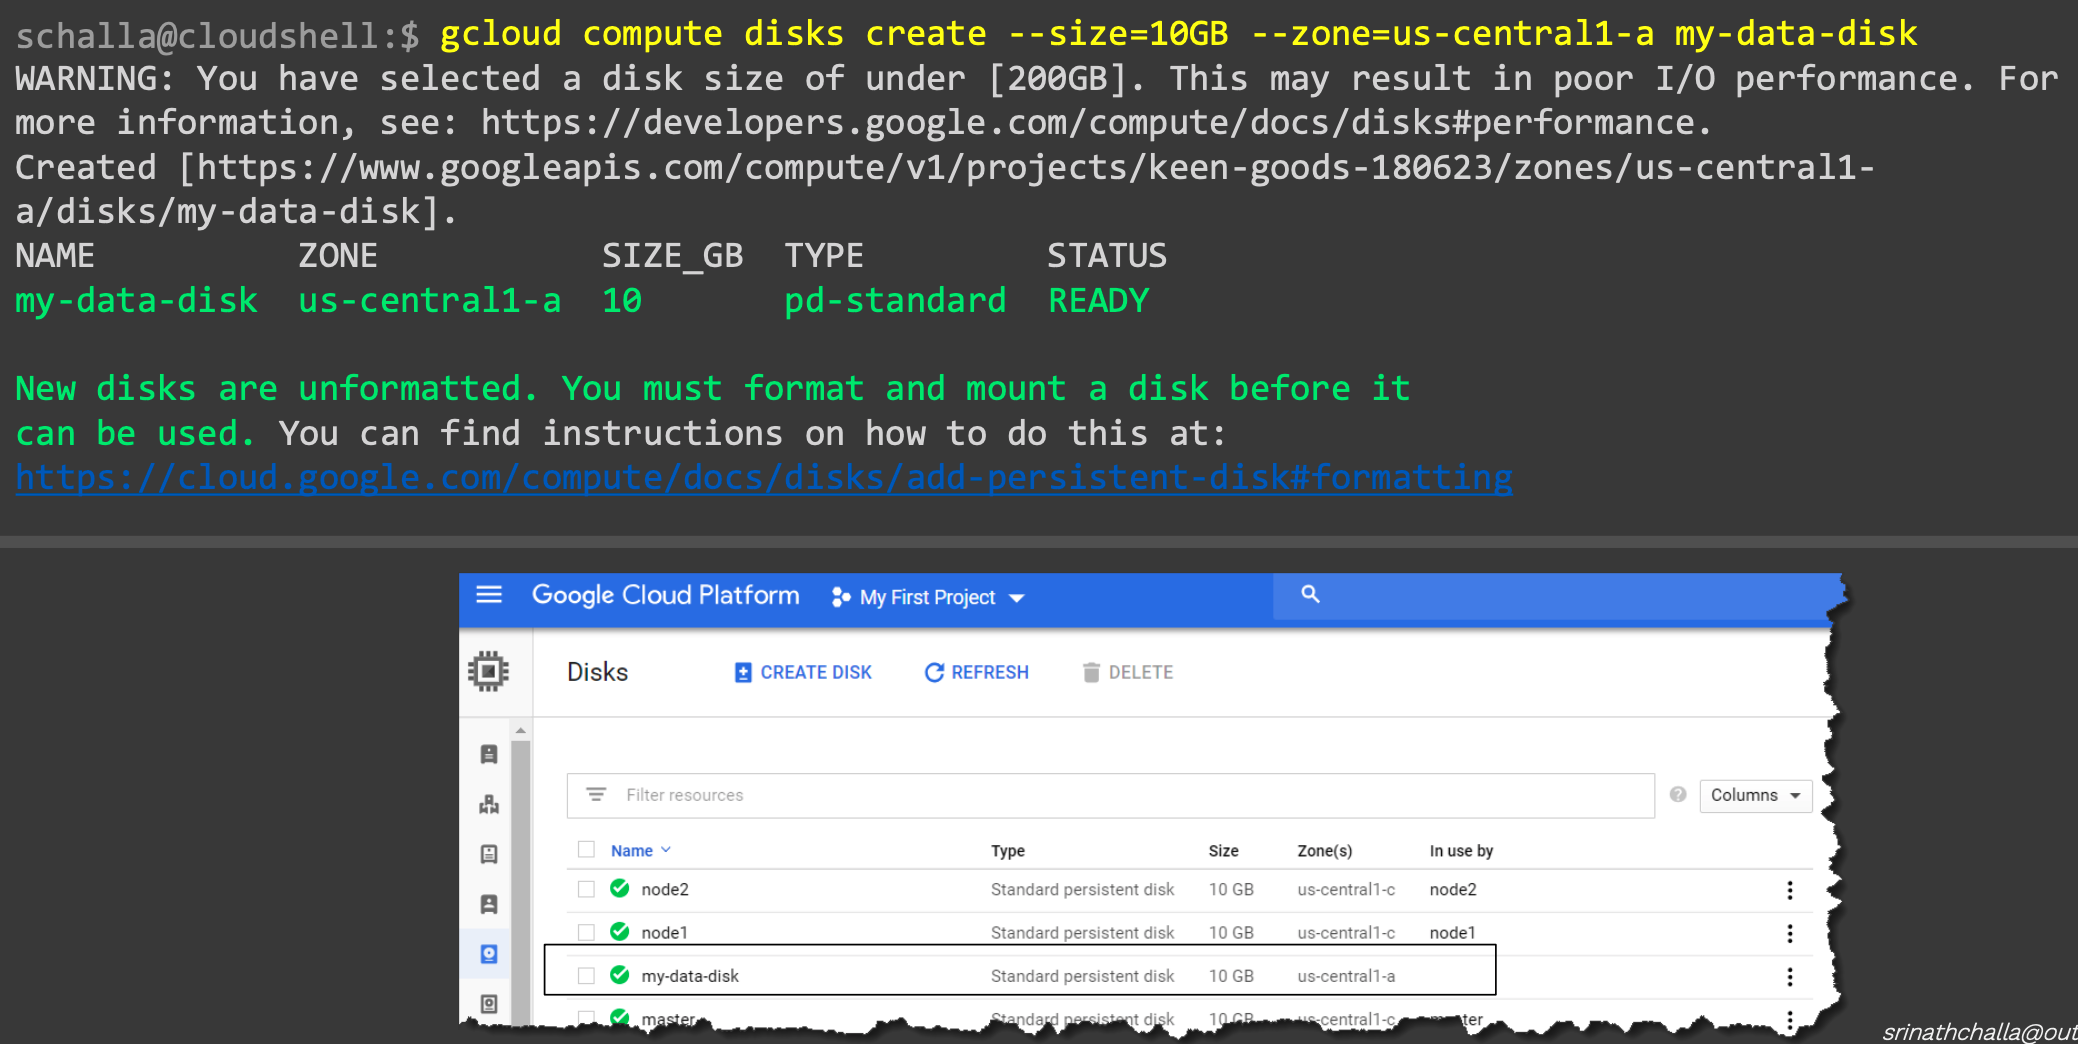 schalla@cloudshell:$ gcloud compute disks create --size=10GB --zone=us-central1-a my-data-disk
WARNING: You have selected a disk size of under [200GB]. This may result in poor I/O performance. For
more information, see: https://developers.google.com/compute/docs/disks#performance.
Created [https://www.googleapis.com/compute/v1/projects/keen-goods-180623/zones/us-central1-
a/disks/my-data-disk].
NAME ZONE SIZE_GB TYPE STATUS
my-data-disk us-central1-a 10 pd-standard READY
New disks are unformatted. You must format and mount a disk before it
can be used. You can find instructions on how to do this at:
https://cloud.google.com/compute/docs/disks/add-persistent-disk#formatting
Google Cloud Platform My First Project
Disks CREATE DISK REFRESH DELETE
Filter resources Columns
Name Type Size Zone(s) In use by
node2 Standard persistent disk 10 GB us-central1-c node2
node1 Standard persistent disk 10 GB us-central1-c node1
my-data-disk Standard persistent disk 10 GB us-central1-a
master Standard persistent disk 10 GB us-central1-c master
srinathchalla@out